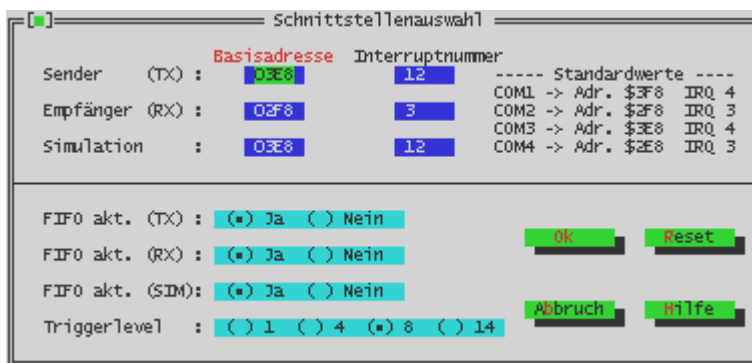 [■] Schnittstellenauswahl
Basisadresse Interruptnummer
Sender (TX) : 03E8 12 ----- Standardwerte ----
COM1 -> Adr. $3F8 IRQ 4
Empfänger (RX) : 02F8 3 COM2 -> Adr. $2F8 IRQ 3
COM3 -> Adr. $3E8 IRQ 4
Simulation : 03E8 12 COM4 -> Adr. $2E8 IRQ 3
FIFO akt. (TX) : (•) Ja ( ) Nein
Ok Reset
FIFO akt. (RX) : (•) Ja ( ) Nein
FIFO akt. (SIM): (•) Ja ( ) Nein
Abbruch Hilfe
Triggerlevel : ( ) 1 ( ) 4 (•) 8 ( ) 14